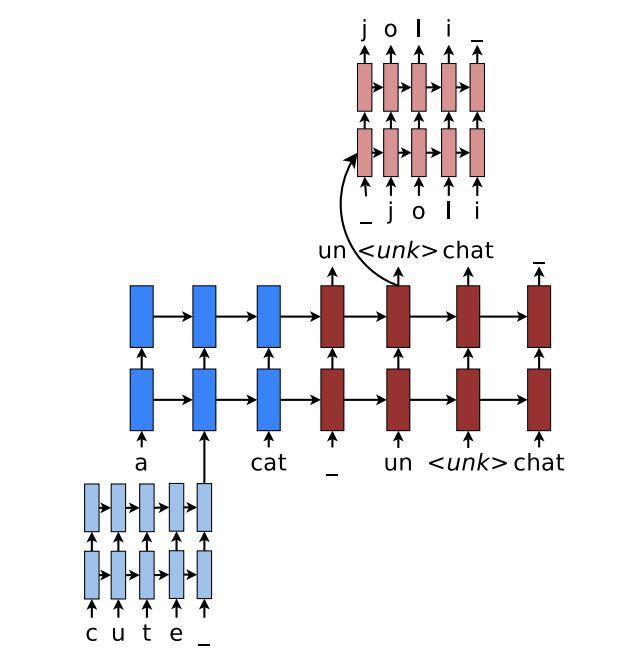 j o l i _
_ j o l i
un <unk> chat _
a cat _ un <unk> chat
c u t e _